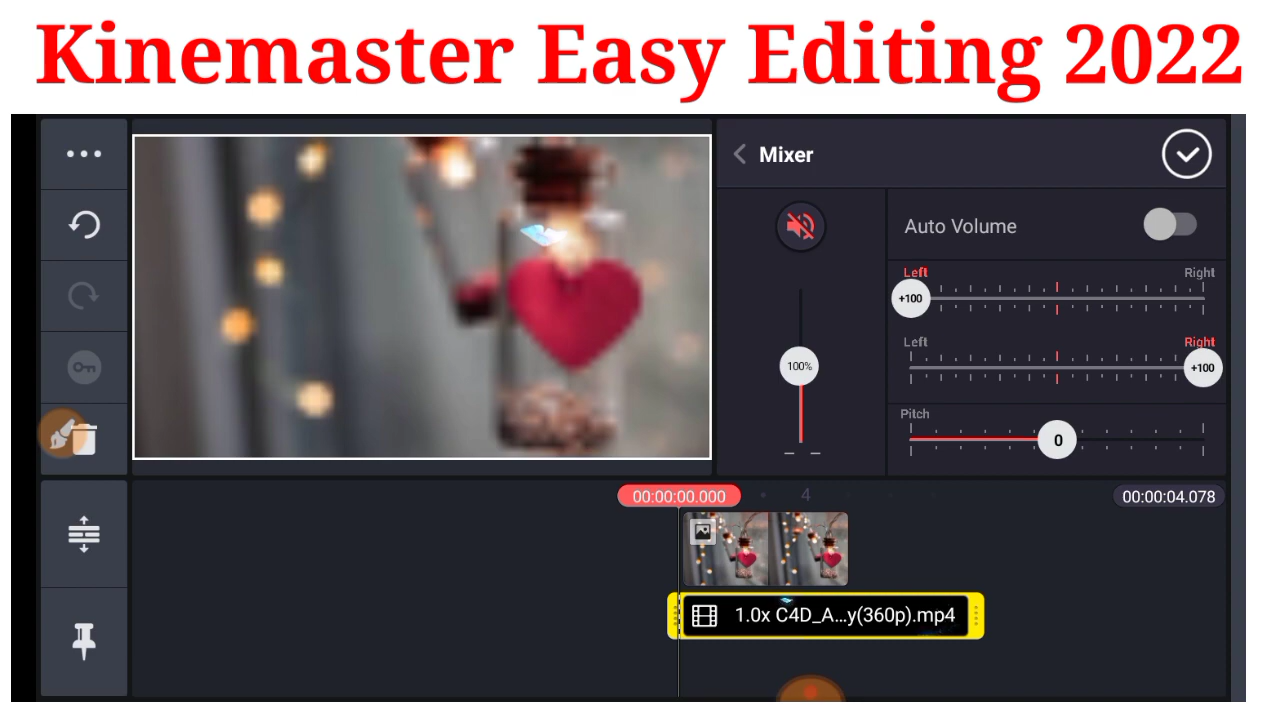 Kinemaster Easy Editing 2022
Mixer
Auto Volume
Left Right
+100
Left Right
+100
100%
Pitch
0
00:00:00.000 4 00:00:04.078
1.0x C4D_A...y(360p).mp4